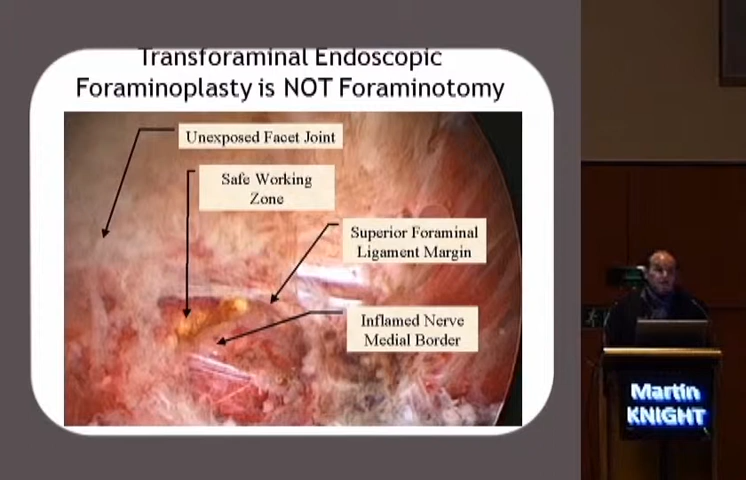 Transforaminal Endoscopic
Foraminoplasty is NOT Foraminotomy
Unexposed Facet Joint
Safe Working
Zone
Superior Foraminal
Ligament Margin
Inflamed Nerve
Medial Border
Martin
KNIGHT